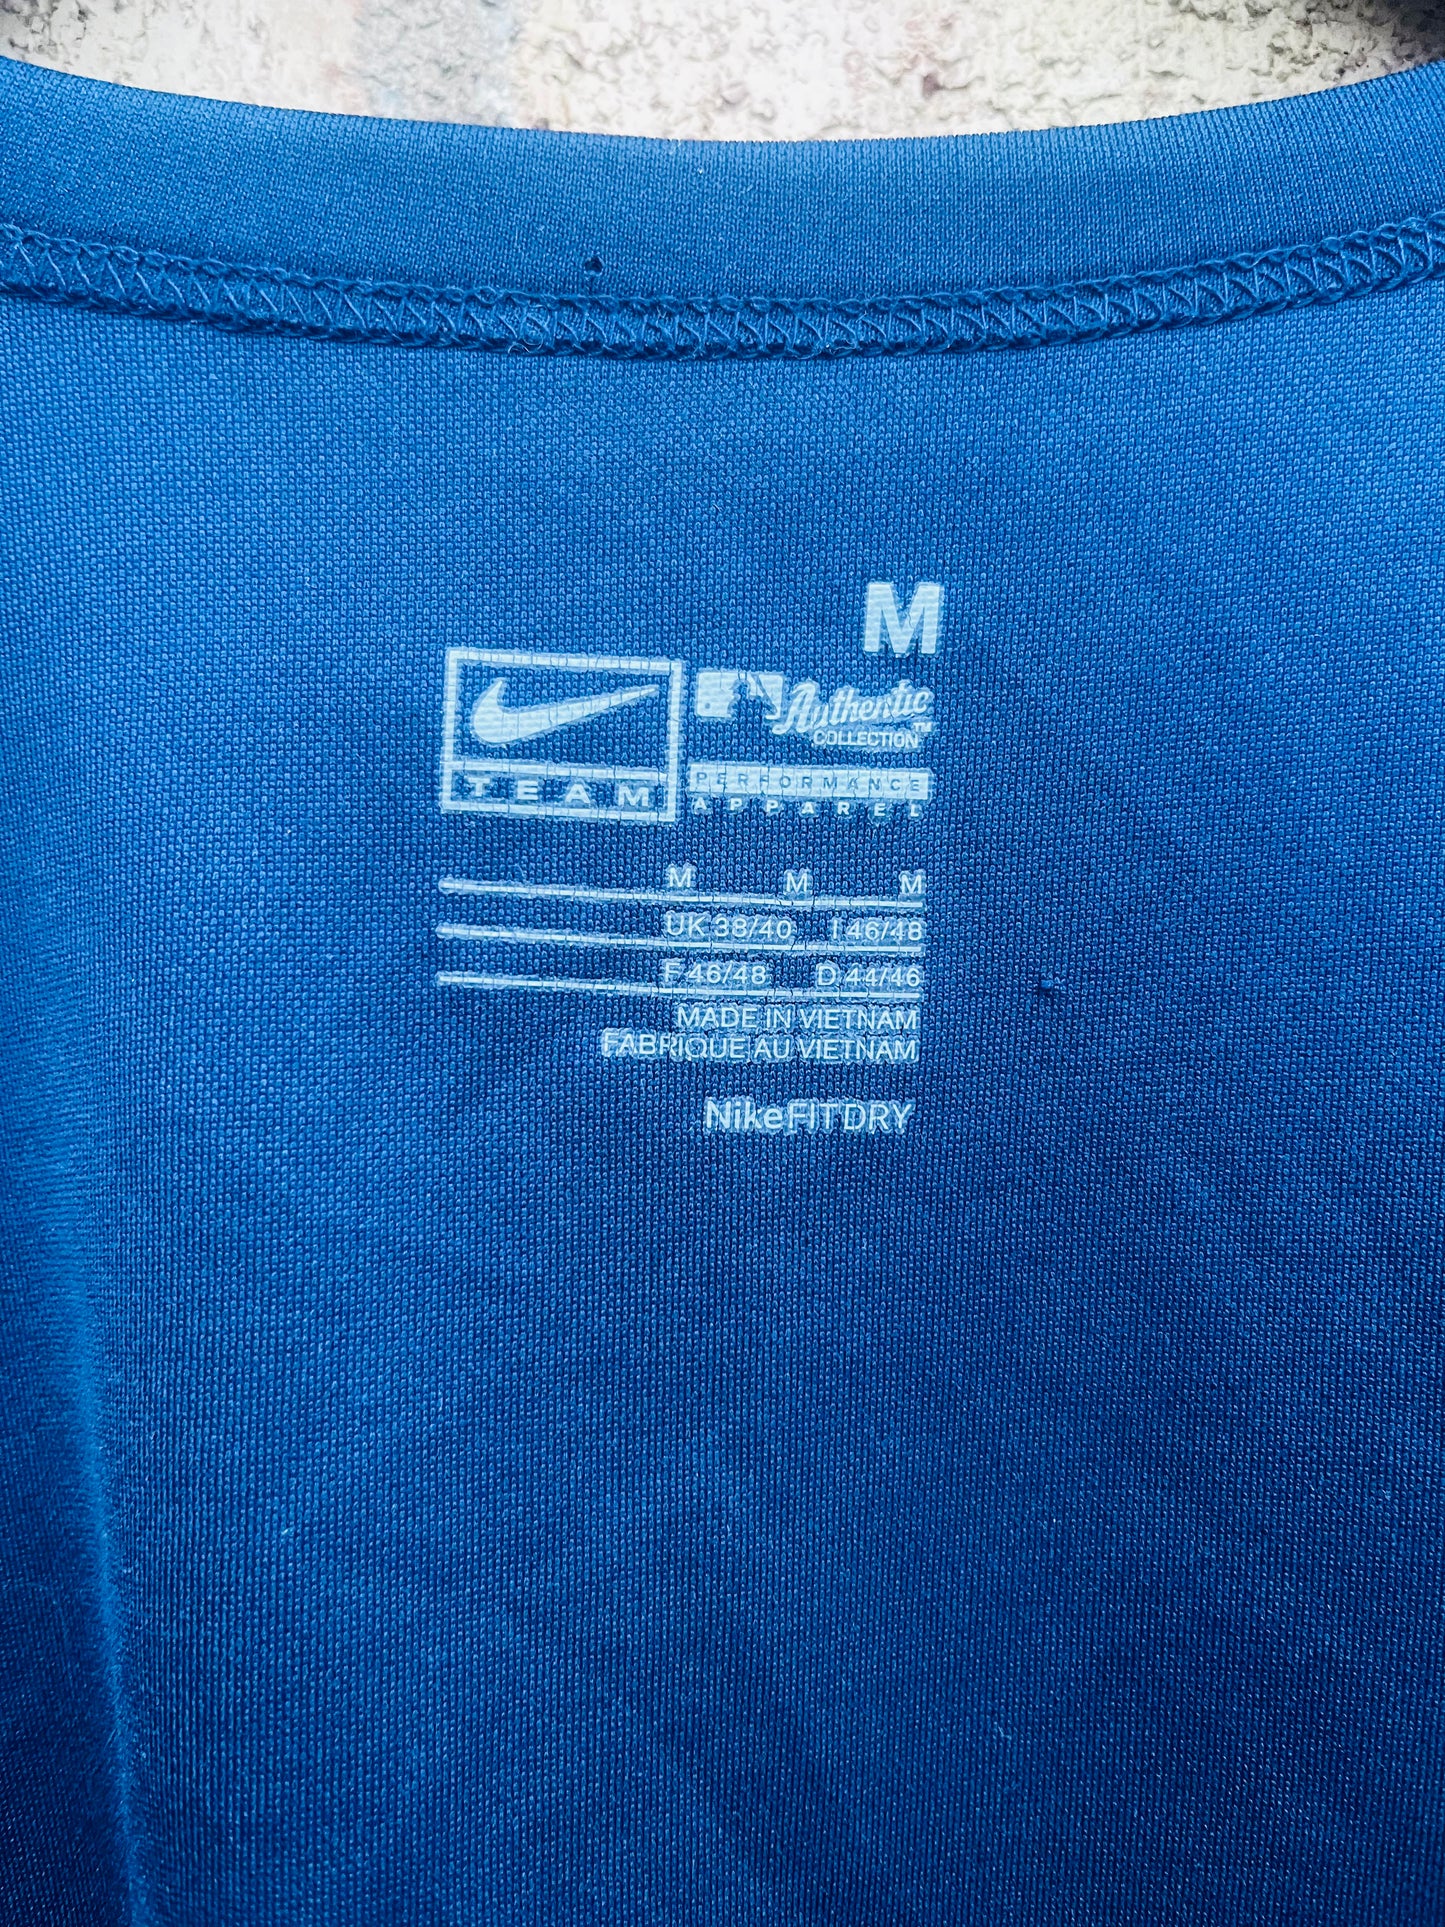 M
Authentic
COLLECTION™
TEAM
PERFORMANCE
APPAREL
M M M
UK 38/40 I 46/48
F 46/48 D 44/46
MADE IN VIETNAM
FABRIQUE AU VIETNAM
NikeFITDRY